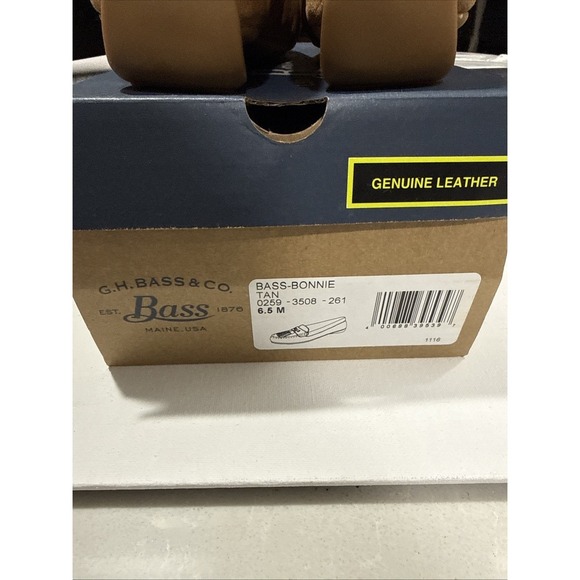 GENUINE LEATHER
G.H.BASS&CO.
EST. Bass 1876
MAINE, USA
BASS-BONNIE
TAN
0259 -3508 -261
6.5 M
1116